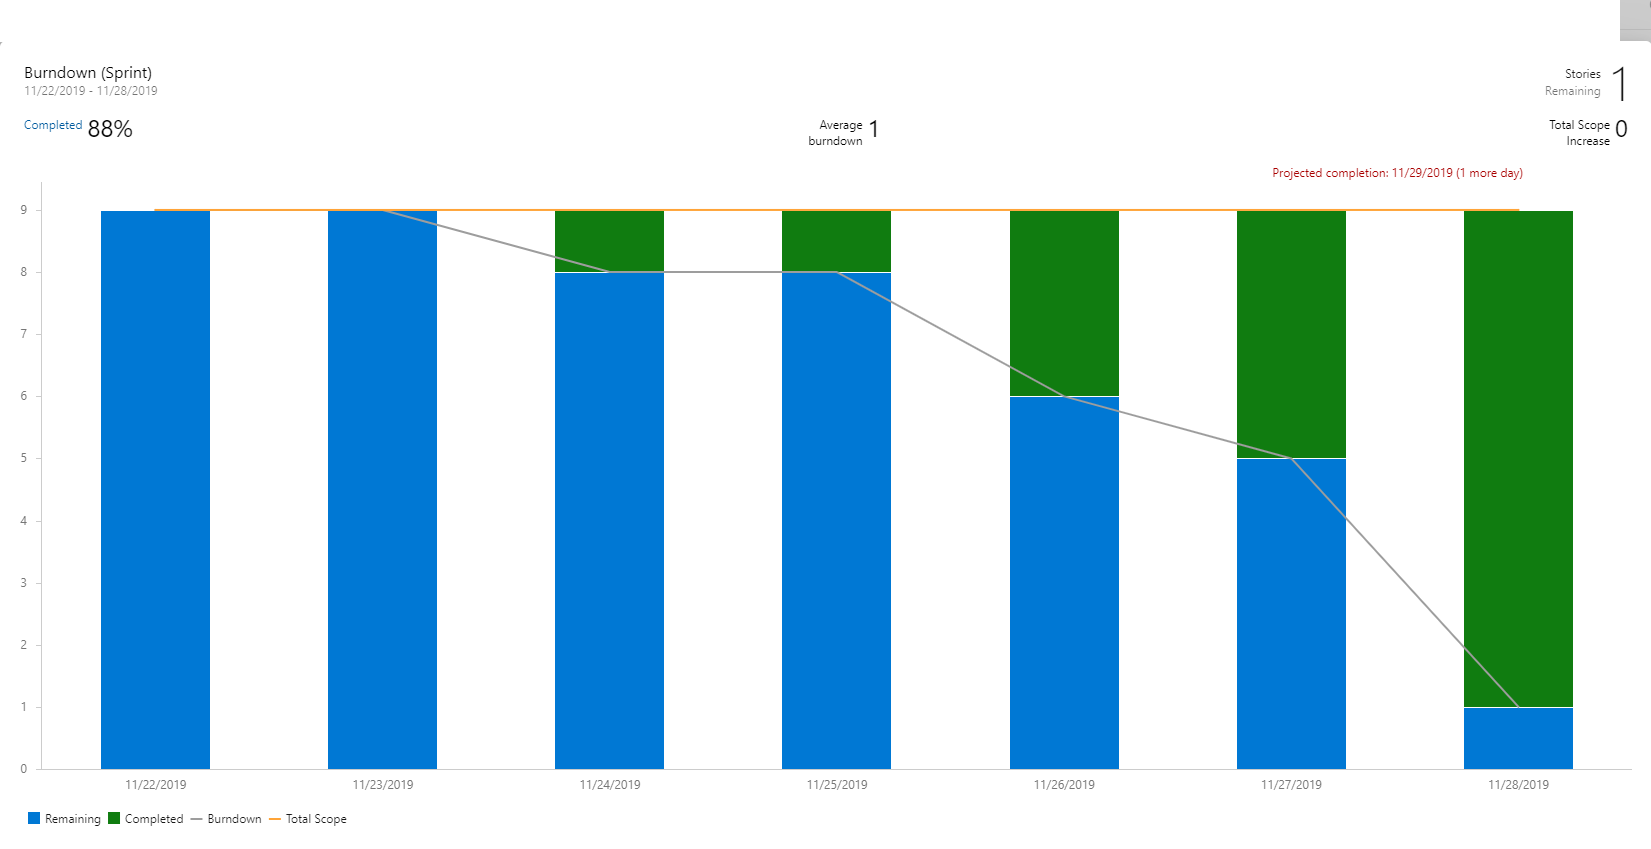 Burndown (Sprint)
11/22/2019 - 11/28/2019
Stories
Remaining
1
Completed 88%
Average
burndown
1
Total Scope
Increase
0
Projected completion: 11/29/2019 (1 more day)
9
8
7
6
5
4
3
2
1
0
11/22/2019 11/23/2019 11/24/2019 11/25/2019 11/26/2019 11/27/2019 11/28/2019
Remaining Completed Burndown Total Scope